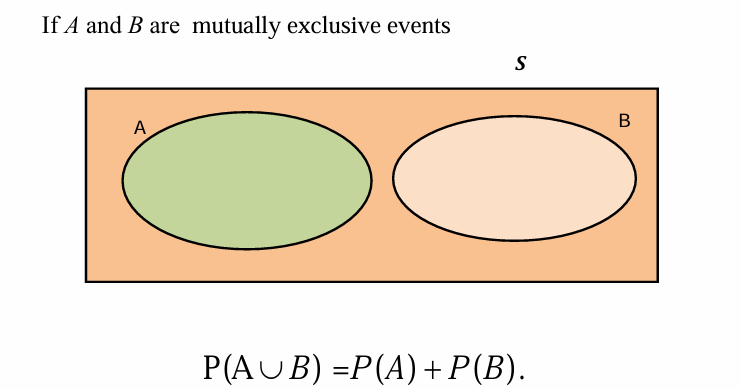 If A and B are mutually exclusive events
S
A
B
P(A ∪ B) =P(A) + P(B).